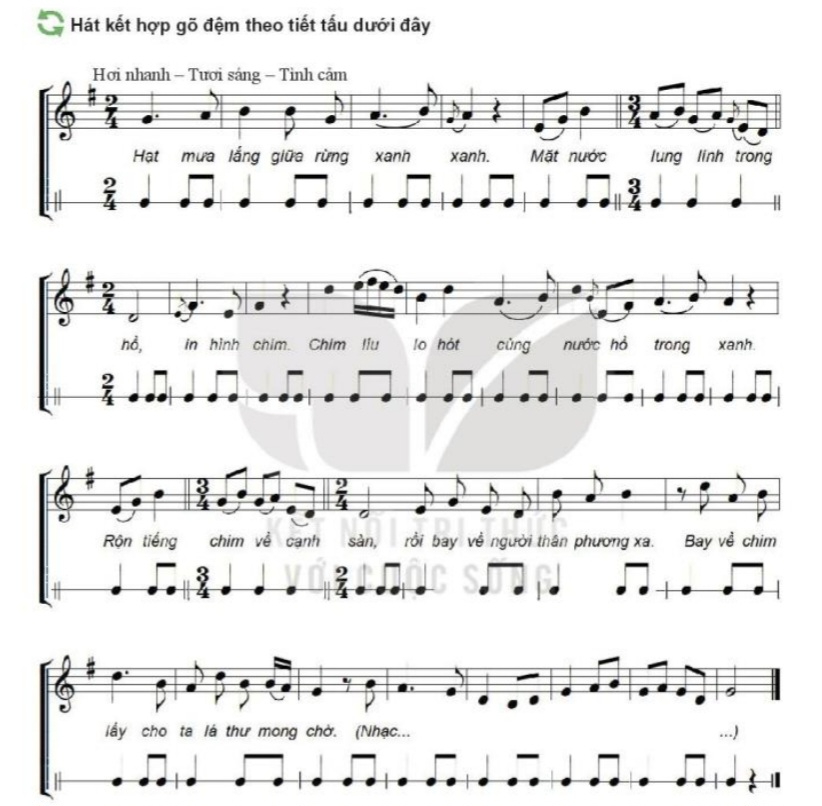 Hát kết hợp gõ đệm theo tiết tấu dưới đây
Hơi nhanh – Tươi sáng – Tình cảm
Hạt mưa lắng giữa rừng xanh xanh. Mặt nước lung linh trong
hồ, in hình chim. Chim líu lo hót cùng nước hồ trong xanh.
Rộn tiếng chim về cạnh sàn, rồi bay về người thân phương xa. Bay về chim
lấy cho ta lá thư mong chờ. (Nhạc... ...)
KẾT NỐI TRI THỨC
VỚI CUỘC SỐNG